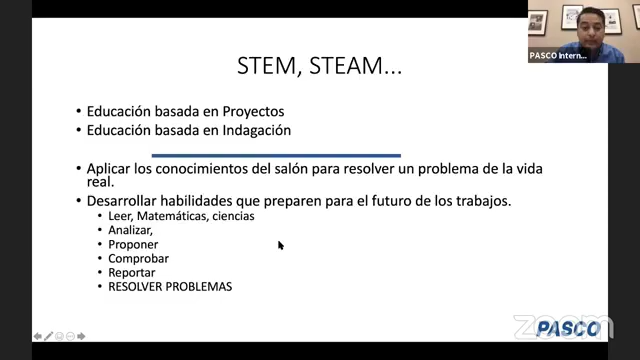 STEM, STEAM...
• Educación basada en Proyectos
• Educación basada en Indagación
• Aplicar los conocimientos del salón para resolver un problema de la vida
real.
• Desarrollar habilidades que preparen para el futuro de los trabajos.
• Leer, Matemáticas, ciencias
• Analizar,
• Proponer
• Comprobar
• Reportar
• RESOLVER PROBLEMAS
PASCO Intern...
PASCO
zoom